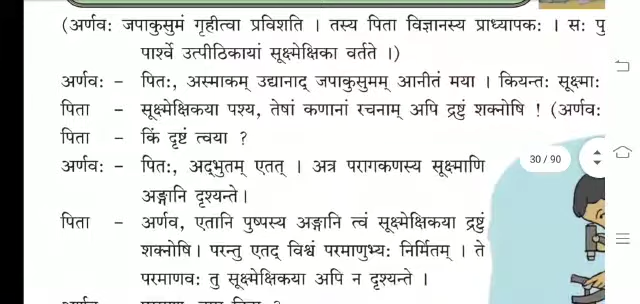 (अर्णवः जपाकुसुमं गृहीत्वा प्रविशति । तस्य पिता विज्ञानस्य प्राध्यापकः । सः
पार्श्वे उत्पीठिकायां सूक्ष्मेक्षिका वर्तते ।)
अर्णवः – पितः, अस्माकम् उद्यानाद् जपाकुसुमम् आनीतं मया । कियन्तः सूक्ष्माः
पिता – सूक्ष्मेक्षिकया पश्य, तेषां कणानां रचनाम् अपि द्रष्टुं शक्नोषि ! (अर्णवः
पिता – किं दृष्टं त्वया ?
अर्णवः – पितः, अद्भुतम् एतत् । अत्र परागकणस्य सूक्ष्माणि
अङ्गानि दृश्यन्ते।
30 / 90
पिता – अर्णव, एतानि पुष्पस्य अङ्गानि त्वं सूक्ष्मेक्षिकया द्रष्टुं
शक्नोषि। परन्तु एतद् विश्वं परमाणुभ्यः निर्मितम् । ते
परमाणवः तु सूक्ष्मेक्षिकया अपि न दृश्यन्ते ।